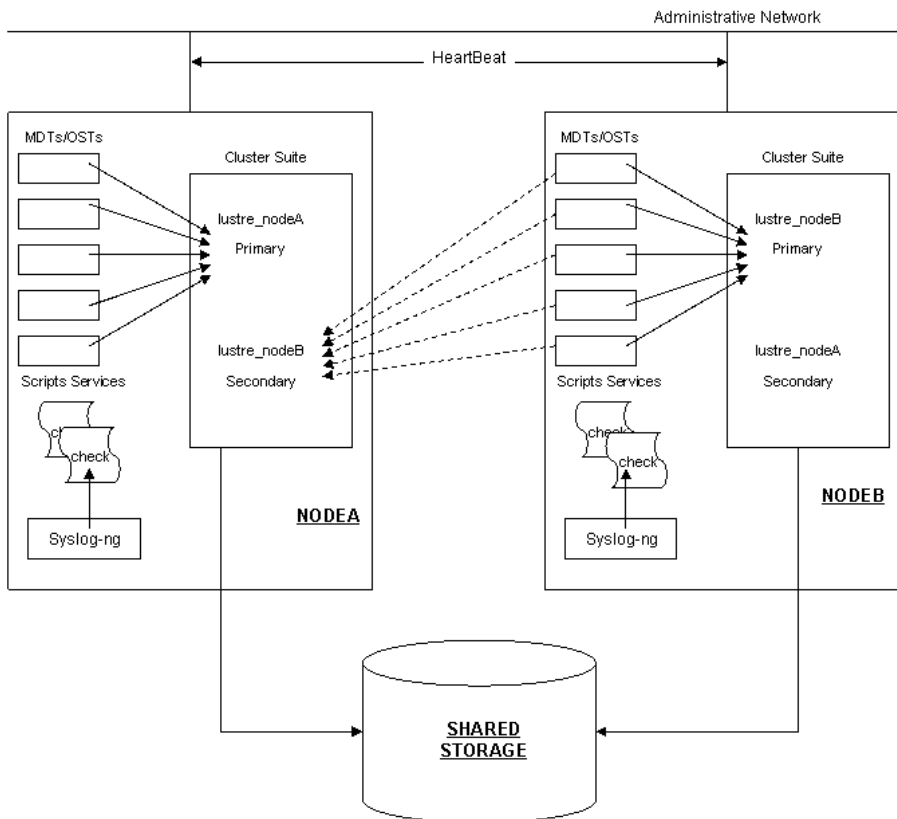 Administrative Network
HeartBeat
MDTs/OSTs
Cluster Suite
lustre_nodeA
Primary
lustre_nodeB
Secondary
Scripts Services
check
check
Syslog-ng
NODEA
MDTs/OSTs
Cluster Suite
lustre_nodeB
Primary
lustre_nodeA
Secondary
Scripts Services
check
check
Syslog-ng
NODEB
SHARED
STORAGE